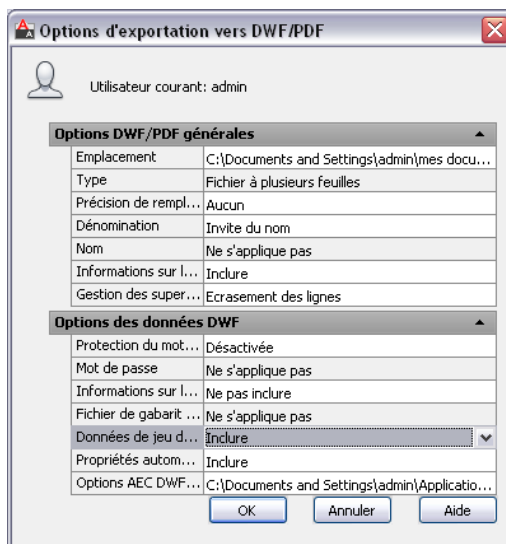 Options d'exportation vers DWF/PDF
Utilisateur courant: admin
Options DWF/PDF générales
Emplacement C:\Documents and Settings\admin\mes docu...
Type Fichier à plusieurs feuilles
Précision de rempl... Aucun
Dénomination Invite du nom
Nom Ne s'applique pas
Informations sur l... Inclure
Gestion des super... Ecrasement des lignes
Options des données DWF
Protection du mot... Désactivée
Mot de passe Ne s'applique pas
Informations sur l... Ne pas inclure
Fichier de gabarit ... Ne s'applique pas
Données de jeu d... Inclure
Propriétés autom... Inclure
Options AEC DWF... C:\Documents and Settings\admin\Applicatio...
OK Annuler Aide